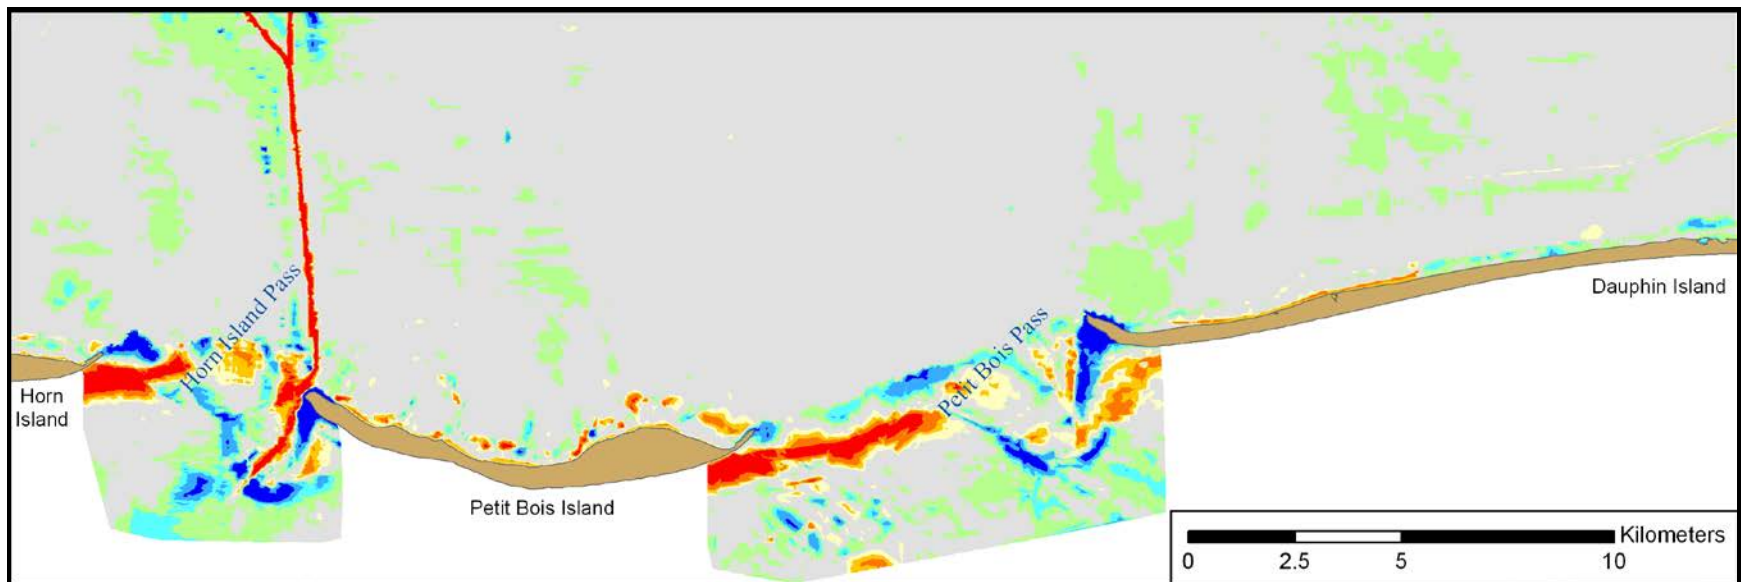 Horn Island Pass
Petit Bois Pass
Dauphin Island
Horn
Island
Petit Bois Island
Kilometers
0 2.5 5 10